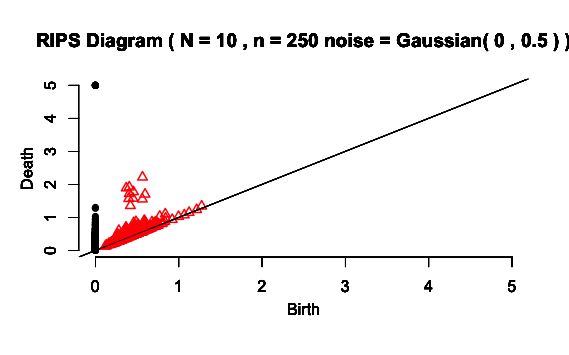 RIPS Diagram ( N = 10 , n = 250 noise = Gaussian( 0 , 0.5 ) )
5
4
3
2
1
0
Death
0 1 2 3 4 5
Birth